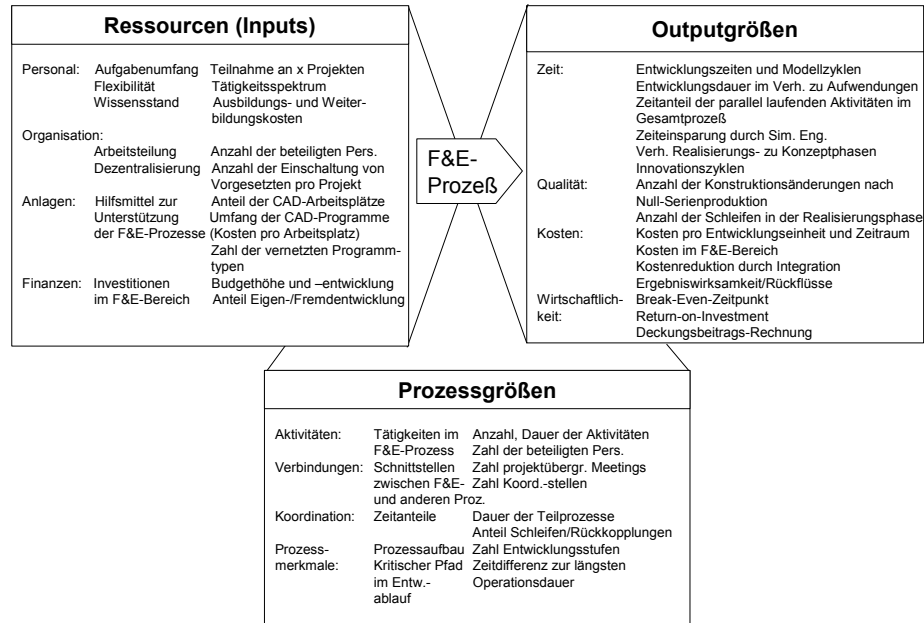 Ressourcen (Inputs)
Personal: Aufgabenumfang Teilnahme an x Projekten
Flexibilität Tätigkeitsspektrum
Wissensstand Ausbildungs- und Weiter-
bildungskosten
Organisation:
Arbeitsteilung Anzahl der beteiligten Pers.
Dezentralisierung Anzahl der Einschaltung von
Vorgesetzten pro Projekt
Anlagen: Hilfsmittel zur Anteil der CAD-Arbeitsplätze
Unterstützung Umfang der CAD-Programme
der F&E-Prozesse (Kosten pro Arbeitsplatz)
Zahl der vernetzten Programm-
typen
Finanzen: Investitionen Budgethöhe und –entwicklung
im F&E-Bereich Anteil Eigen-/Fremdentwicklung
F&E-
Prozeß
Outputgrößen
Zeit: Entwicklungszeiten und Modellzyklen
Entwicklungsdauer im Verh. zu Aufwendungen
Zeitanteil der parallel laufenden Aktivitäten im
Gesamtprozeß
Zeiteinsparung durch Sim. Eng.
Verh. Realisierungs- zu Konzeptphasen
Innovationszyklen
Qualität: Anzahl der Konstruktionsänderungen nach
Null-Serienproduktion
Anzahl der Schleifen in der Realisierungsphase
Kosten: Kosten pro Entwicklungseinheit und Zeitraum
Kosten im F&E-Bereich
Kostenreduktion durch Integration
Ergebniswirksamkeit/Rückflüsse
Wirtschaftlich- Break-Even-Zeitpunkt
keit: Return-on-Investment
Deckungsbeitrags-Rechnung
Prozessgrößen
Aktivitäten: Tätigkeiten im Anzahl, Dauer der Aktivitäten
F&E-Prozess Zahl der beteiligten Pers.
Verbindungen: Schnittstellen Zahl projektübergr. Meetings
zwischen F&E- Zahl Koord.-stellen
und anderen Proz.
Koordination: Zeitanteile Dauer der Teilprozesse
Anteil Schleifen/Rückkopplungen
Prozess- Prozessaufbau Zahl Entwicklungsstufen
merkmale: Kritischer Pfad Zeitdifferenz zur längsten
im Entw.- Operationsdauer
ablauf